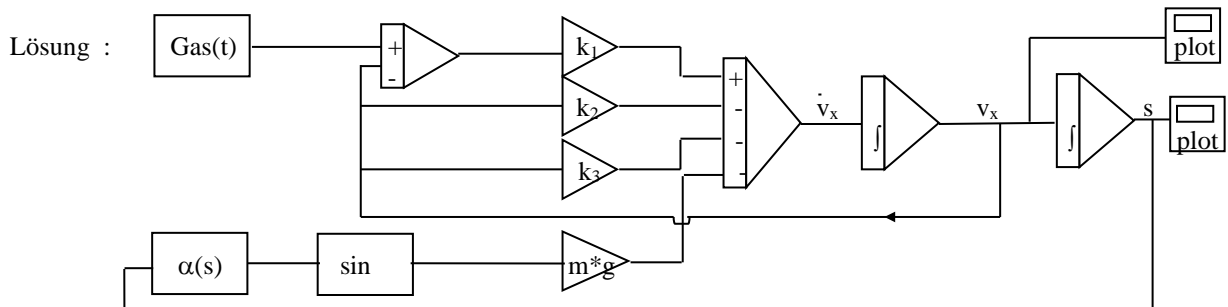 Lösung :
Gas(t)
+
-
k₁
k₂
k₃
+
-
-
-
v̇ₓ
∫
vₓ
∫
s
plot
plot
α(s)
sin
m*g